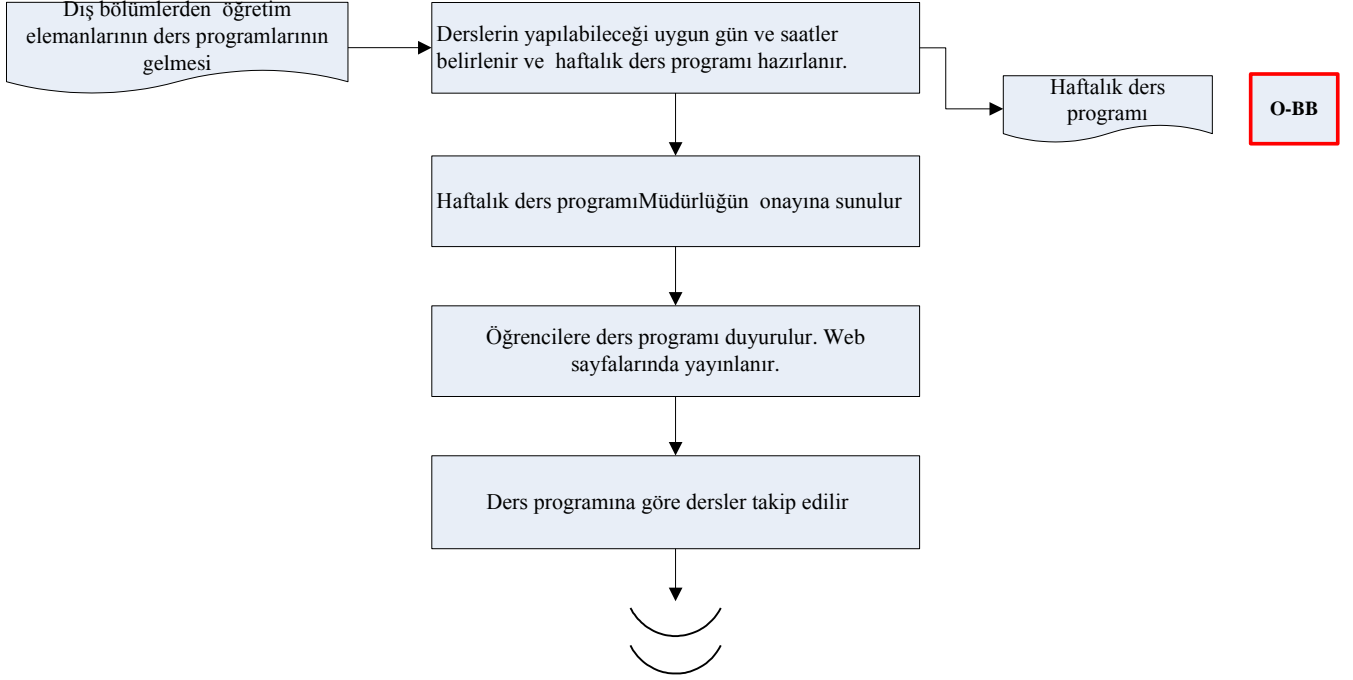 Dış bölümlerden öğretim
elemanlarının ders programlarının
gelmesi
Derslerin yapılabileceği uygun gün ve saatler
belirlenir ve haftalık ders programı hazırlanır.
Haftalık ders
programı
O-BB
Haftalık ders programıMüdürlüğün onayına sunulur
Öğrencilere ders programı duyurulur. Web
sayfalarında yayınlanır.
Ders programına göre dersler takip edilir